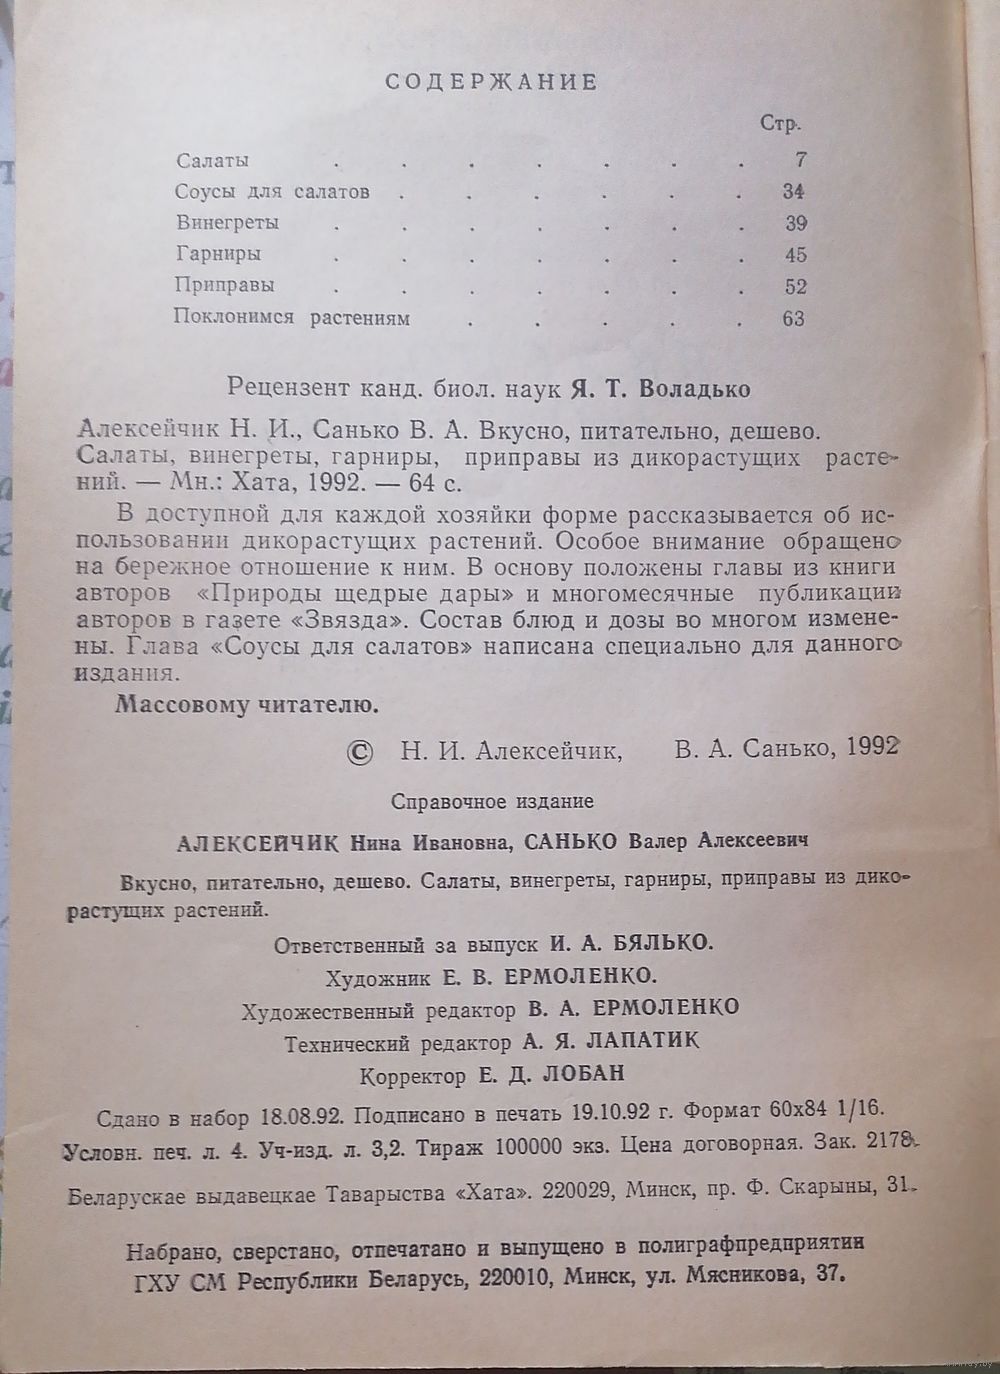 СОДЕРЖАНИЕ
Стр.
Салаты . . . . . . . 7
Соусы для салатов . . . . . . 34
Винегреты . . . . . . . 39
Гарниры . . . . . . . 45
Приправы . . . . . . . 52
Поклонимся растениям . . . . . 63
Рецензент канд. биол. наук Я. Т. Воладько
Алексейчик Н. И., Санько В. А. Вкусно, питательно, дешево.
Салаты, винегреты, гарниры, приправы из дикорастущих расте-
ний. — Мн.: Хата, 1992. — 64 с.
В доступной для каждой хозяйки форме рассказывается об ис-
пользовании дикорастущих растений. Особое внимание обращено
на бережное отношение к ним. В основу положены главы из книги
авторов «Природы щедрые дары» и многомесячные публикации
авторов в газете «Звязда». Состав блюд и дозы во многом измене-
ны. Глава «Соусы для салатов» написана специально для данного
издания.
Массовому читателю.
© Н. И. Алексейчик, В. А. Санько, 1992
Справочное издание
АЛЕКСЕЙЧИК Нина Ивановна, САНЬКО Валер Алексеевич
Вкусно, питательно, дешево. Салаты, винегреты, гарниры, приправы из дико-
растущих растений.
Ответственный за выпуск И. А. БЯЛЬКО.
Художник Е. В. ЕРМОЛЕНКО.
Художественный редактор В. А. ЕРМОЛЕНКО
Технический редактор А. Я. ЛАПАТИК
Корректор Е. Д. ЛОБАН
Сдано в набор 18.08.92. Подписано в печать 19.10.92 г. Формат 60х84 1/16.
Условн. печ. л. 4. Уч-изд. л. 3,2. Тираж 100000 экз. Цена договорная. Зак. 2178.
Беларускае выдавецкае Таварыства «Хата». 220029, Минск, пр. Ф. Скарыны, 31.
Набрано, сверстано, отпечатано и выпущено в полиграфпредприятии
ГХУ СМ Республики Беларусь, 220010, Минск, ул. Мясникова, 37.